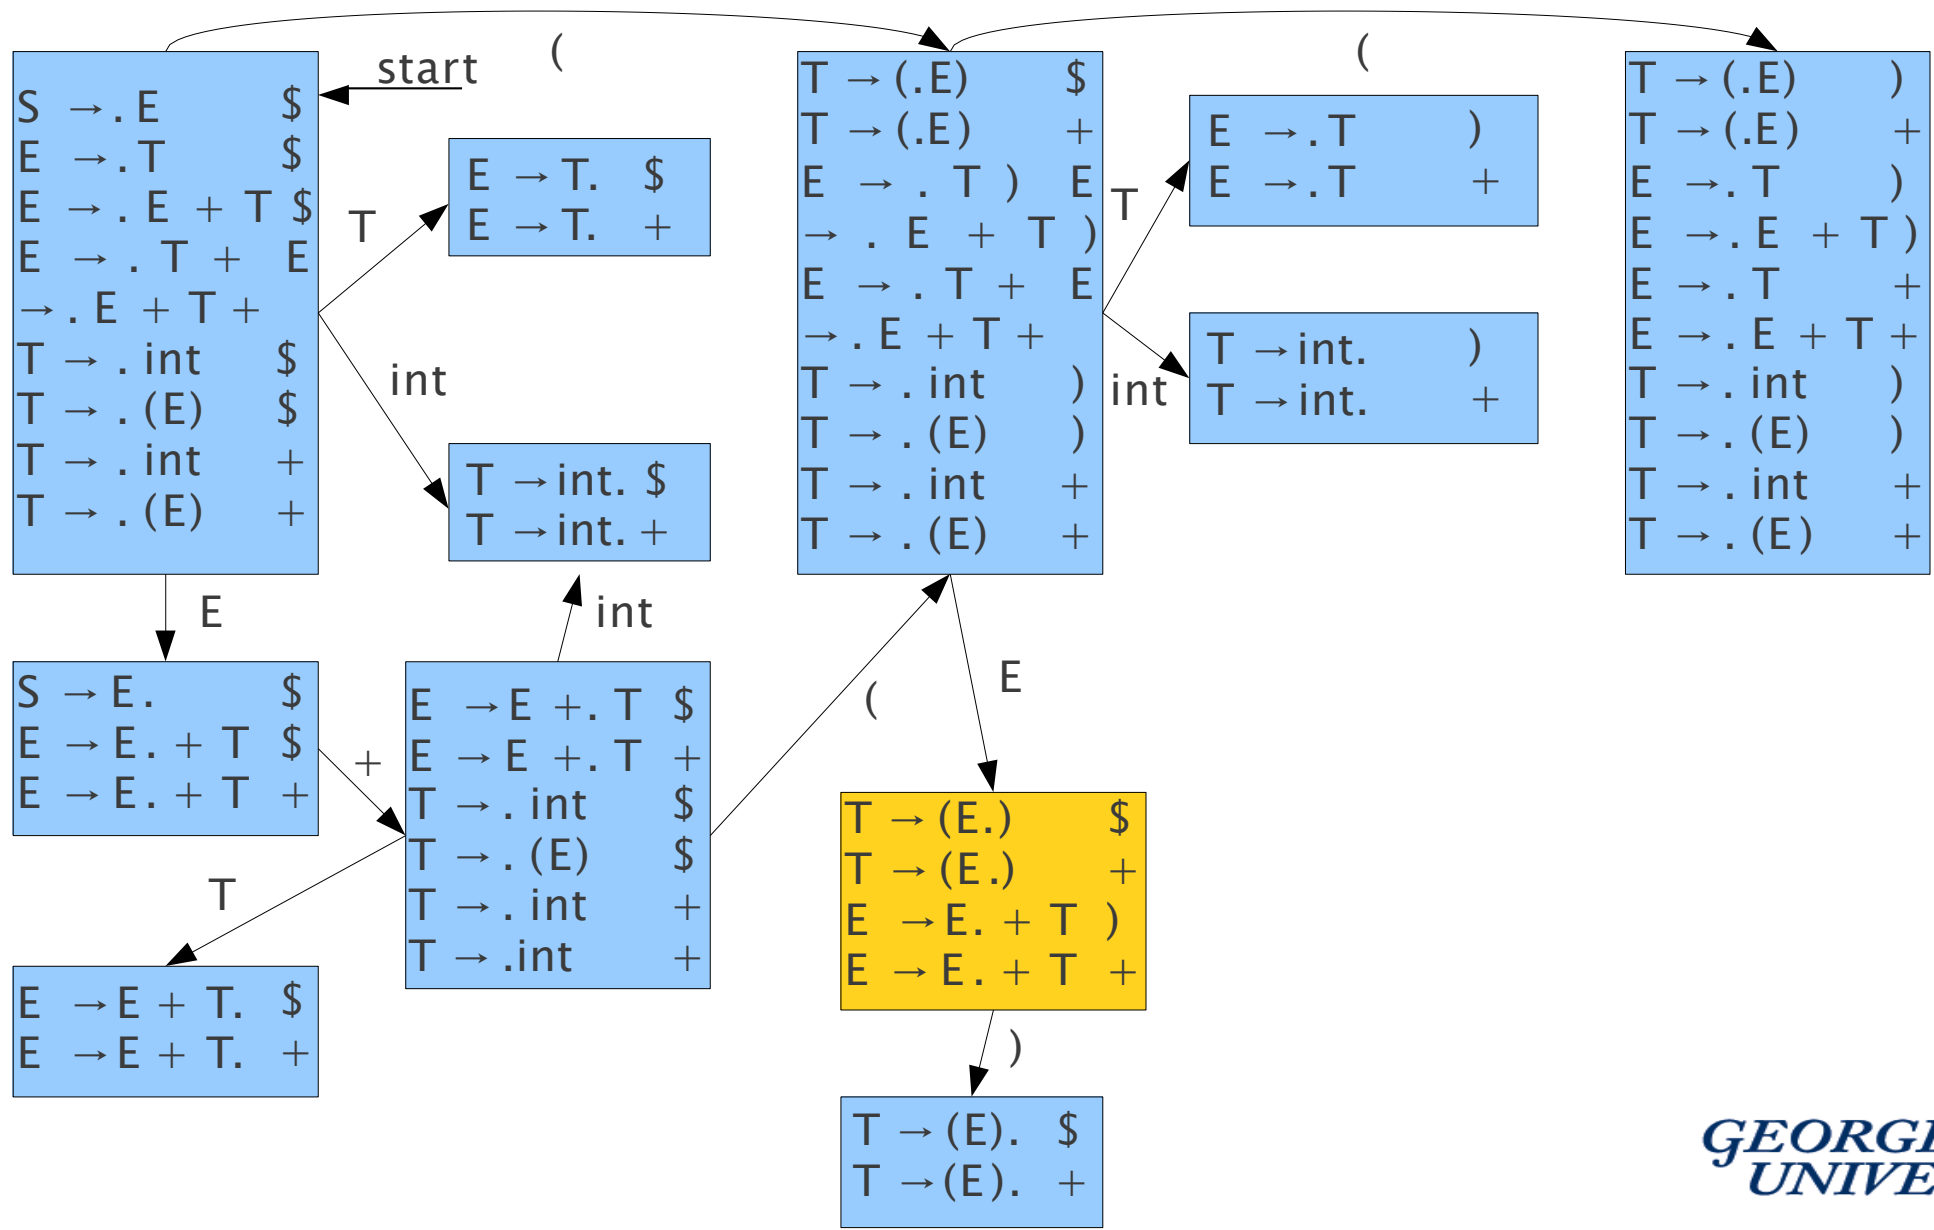 start
(
(
S → . E $
E → . T $
E → . E + T $
E → . T + E
→ . E + T +
T → . int $
T → . (E) $
T → . int +
T → . (E) +
T
E → T. $
E → T. +
int
T → int. $
T → int. +
int
T → (.E) $
T → (.E) +
E → . T ) E
→ . E + T )
E → . T + E
→ . E + T +
T → . int )
T → . (E) )
T → . int +
T → . (E) +
T
E → . T )
E → . T +
int
T → int. )
T → int. +
T → (.E) )
T → (.E) +
E → . T )
E → . E + T )
E → . T +
E → . E + T +
T → . int )
T → . (E) )
T → . int +
T → . (E) +
E
S → E. $
E → E. + T $
E → E. + T +
+
E → E +. T $
E → E +. T +
T → . int $
T → . (E) $
T → . int +
T → .int +
(
E
T
E → E + T. $
E → E + T. +
T → (E.) $
T → (E.) +
E → E. + T )
E → E. + T +
)
T → (E). $
T → (E). +